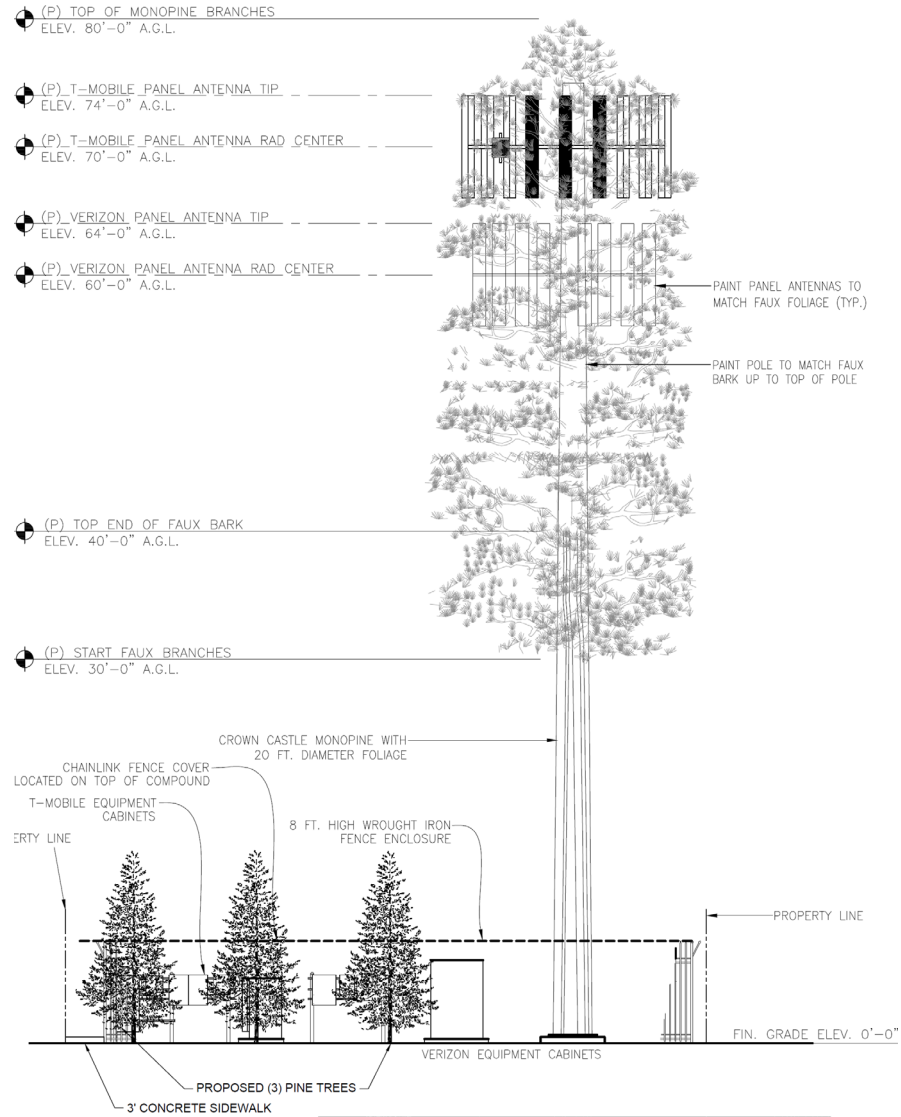 (P) TOP OF MONOPINE BRANCHES
ELEV. 80'-0" A.G.L.
(P) T-MOBILE PANEL ANTENNA TIP
ELEV. 74'-0" A.G.L.
(P) T-MOBILE PANEL ANTENNA RAD CENTER
ELEV. 70'-0" A.G.L.
(P) VERIZON PANEL ANTENNA TIP
ELEV. 64'-0" A.G.L.
(P) VERIZON PANEL ANTENNA RAD CENTER
ELEV. 60'-0" A.G.L.
PAINT PANEL ANTENNAS TO
MATCH FAUX FOLIAGE (TYP.)
PAINT POLE TO MATCH FAUX
BARK UP TO TOP OF POLE
(P) TOP END OF FAUX BARK
ELEV. 40'-0" A.G.L.
(P) START FAUX BRANCHES
ELEV. 30'-0" A.G.L.
CROWN CASTLE MONOPINE WITH
20 FT. DIAMETER FOLIAGE
CHAINLINK FENCE COVER
LOCATED ON TOP OF COMPOUND
T-MOBILE EQUIPMENT
CABINETS
8 FT. HIGH WROUGHT IRON
FENCE ENCLOSURE
ERTY LINE
PROPERTY LINE
FIN. GRADE ELEV. 0'-0"
VERIZON EQUIPMENT CABINETS
PROPOSED (3) PINE TREES
3' CONCRETE SIDEWALK